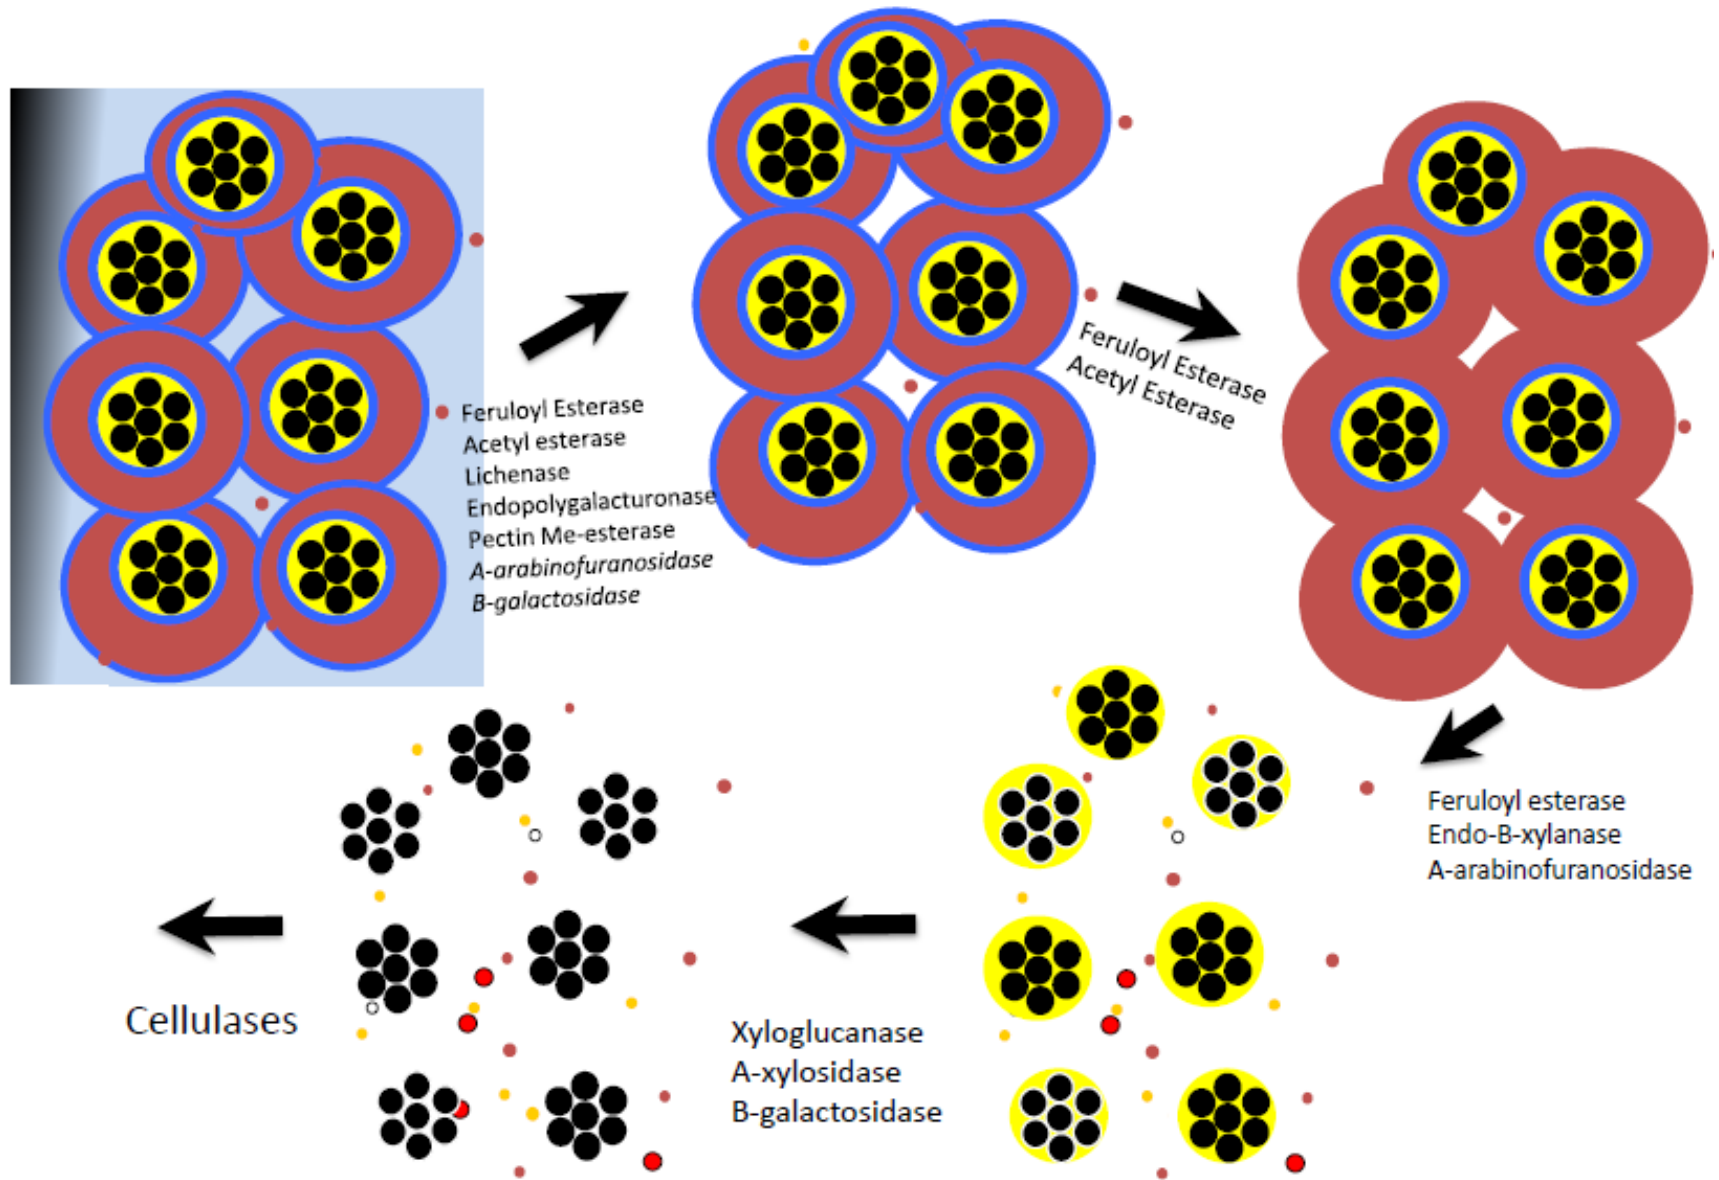 Feruloyl Esterase
Acetyl esterase
Lichenase
Endopolygalacturonase
Pectin Me-esterase
A-arabinofuranosidase
B-galactosidase
Feruloyl Esterase
Acetyl Esterase
Feruloyl esterase
Endo-B-xylanase
A-arabinofuranosidase
Xyloglucanase
A-xylosidase
B-galactosidase
Cellulases